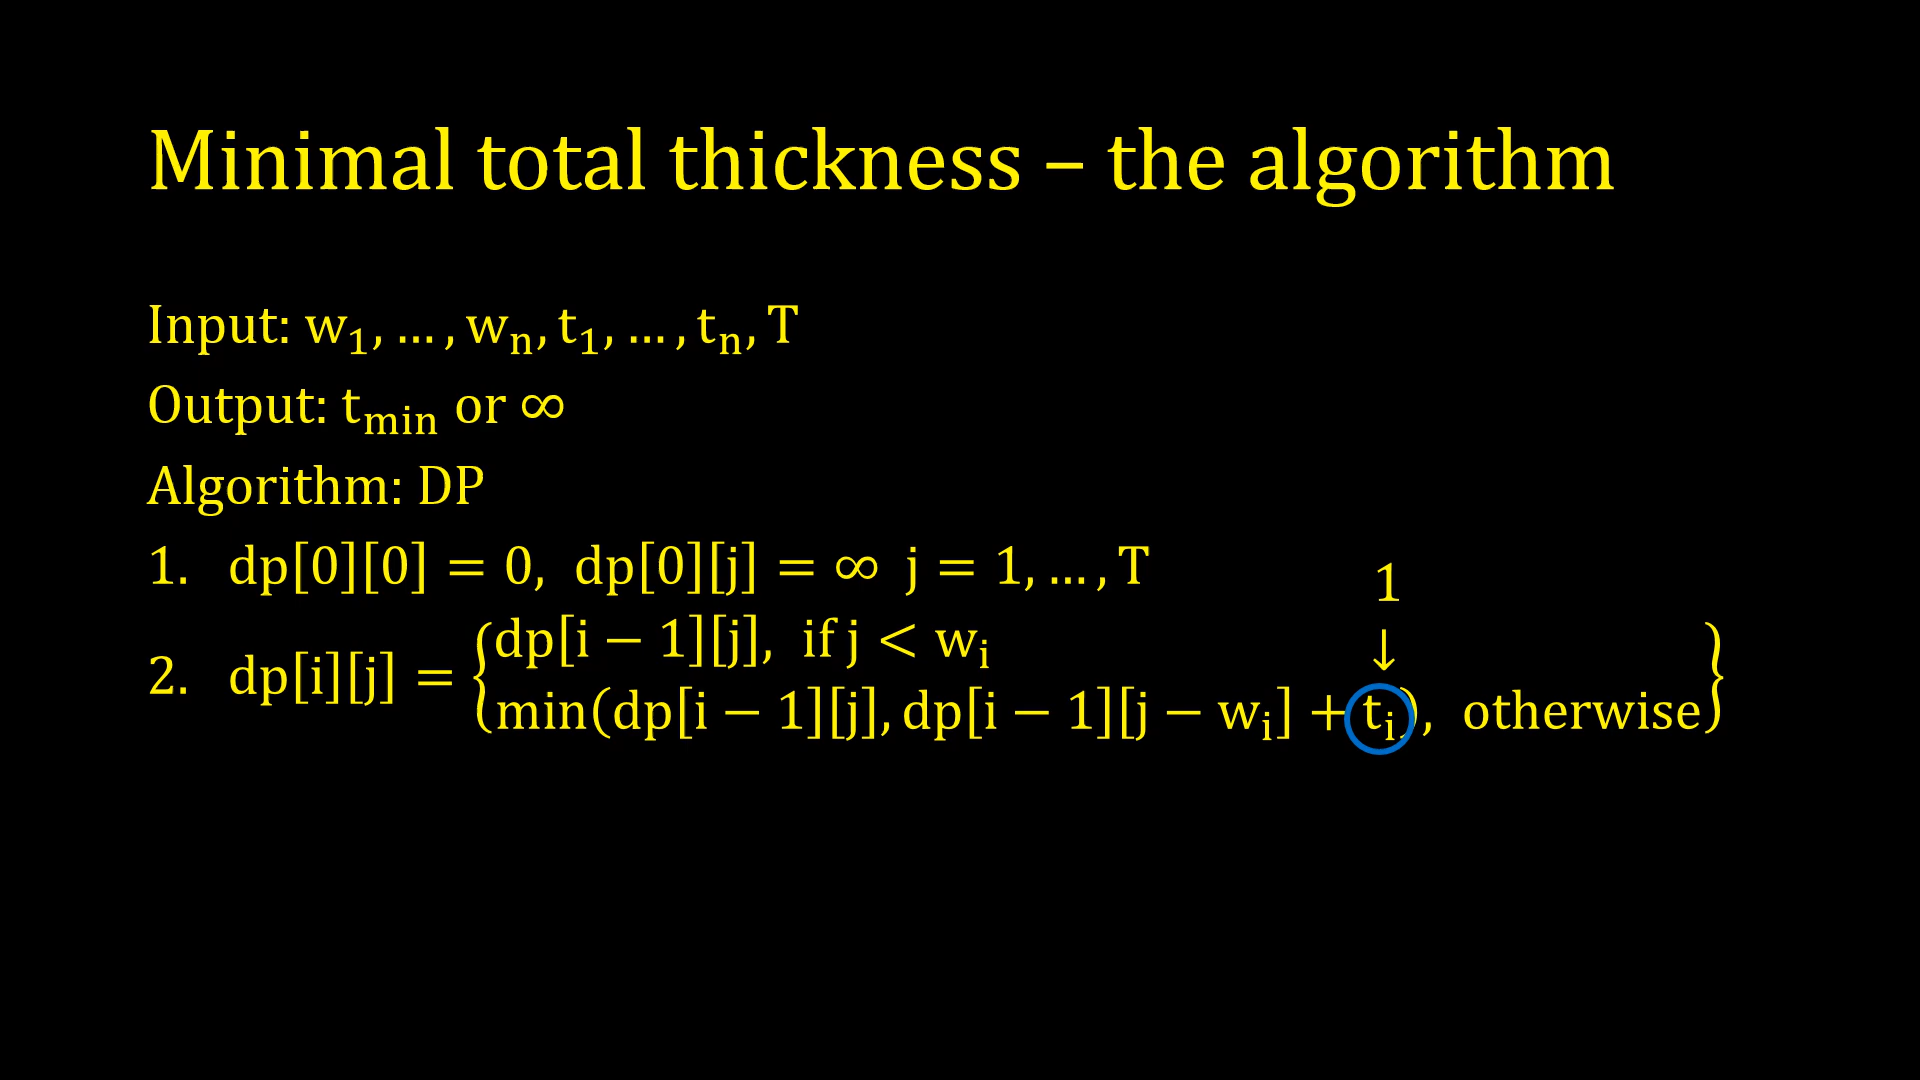 Minimal total thickness – the algorithm
Input: w₁, … , wₙ, t₁, … , tₙ, T
Output: tₘᵢₙ or ∞
Algorithm: DP
1. dp[0][0] = 0, dp[0][j] = ∞ j = 1, … , T
1
↓
2. dp[i][j] = {dp[i − 1][j], if j < wᵢ
min(dp[i − 1][j], dp[i − 1][j − wᵢ] + tᵢ), otherwise}